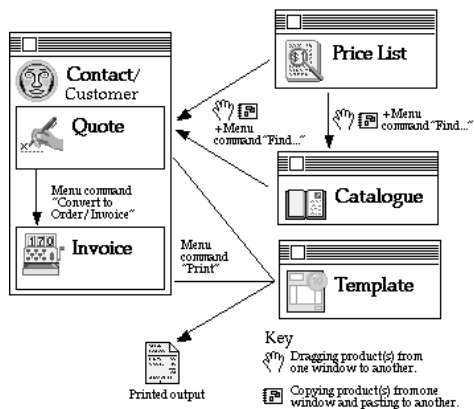 Contact/
Customer
Quote
Menu command
"Convert to
Order/Invoice"
Invoice
170
Price List
$1
+Menu
command"Find..."
+Menu
command"Find..."
Catalogue
Menu
command
"Print"
Template
Printed output
Key
Dragging product(s) from
one window to another.
Copying product(s) from one
window and pasting to another.